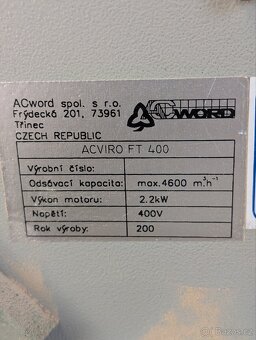 ACword spol. s r.o.
Frýdecká 201, 73961
Třinec
CZECH REPUBLIC
ACWORD
ACVIRO FT 400
Výrobní číslo:
Odsávací kapacita: max.4600 m³h⁻¹
Výkon motoru: 2.2kW
Napětí: 400V
Rok výroby: 200